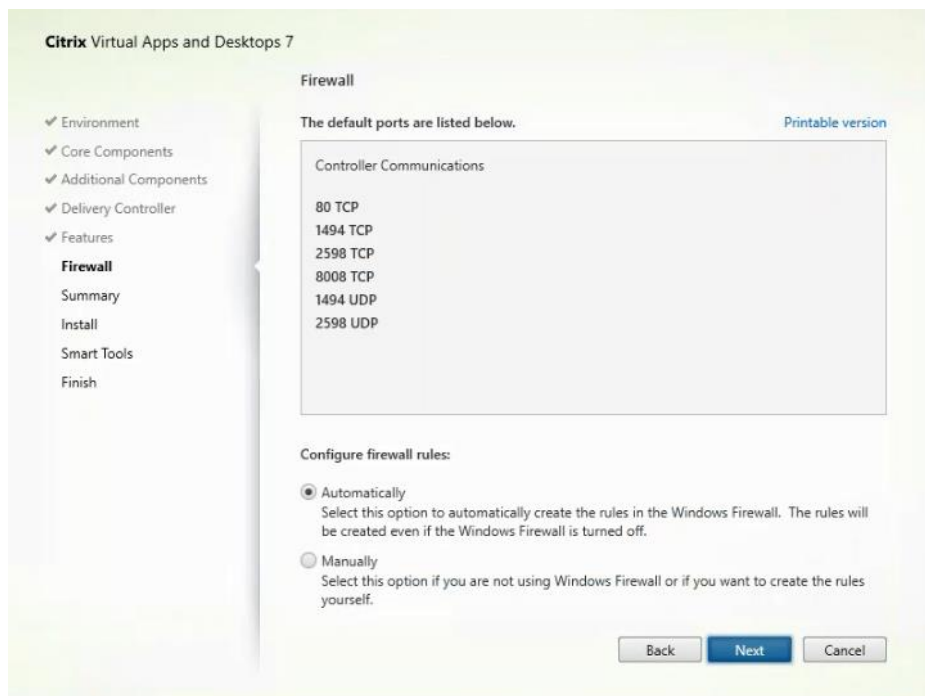 Citrix Virtual Apps and Desktops 7
Firewall
Environment
Core Components
Additional Components
Delivery Controller
Features
Firewall
Summary
Install
Smart Tools
Finish
The default ports are listed below.
Printable version
Controller Communications
80 TCP
1494 TCP
2598 TCP
8008 TCP
1494 UDP
2598 UDP
Configure firewall rules:
Automatically
Select this option to automatically create the rules in the Windows Firewall. The rules will
be created even if the Windows Firewall is turned off.
Manually
Select this option if you are not using Windows Firewall or if you want to create the rules
yourself.
Back
Next
Cancel